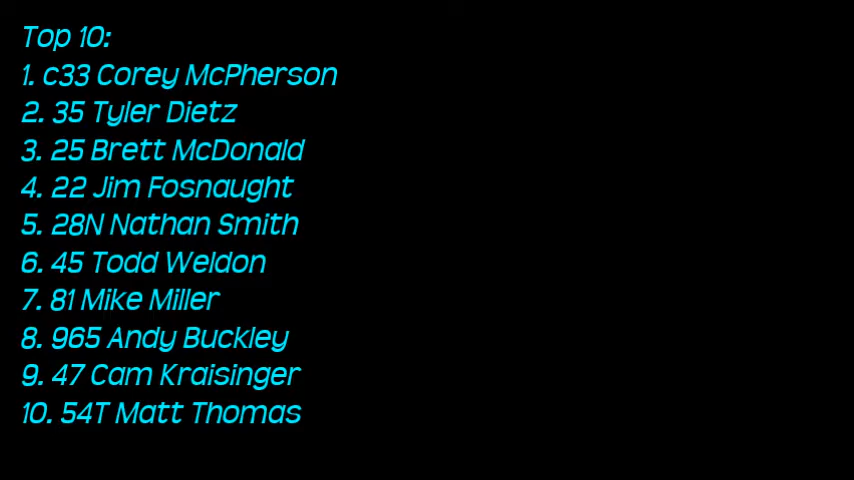 Top 10:
1. c33 Corey McPherson
2. 35 Tyler Dietz
3. 25 Brett McDonald
4. 22 Jim Fosnaught
5. 28N Nathan Smith
6. 45 Todd Weldon
7. 81 Mike Miller
8. 965 Andy Buckley
9. 47 Cam Kraisinger
10. 54T Matt Thomas